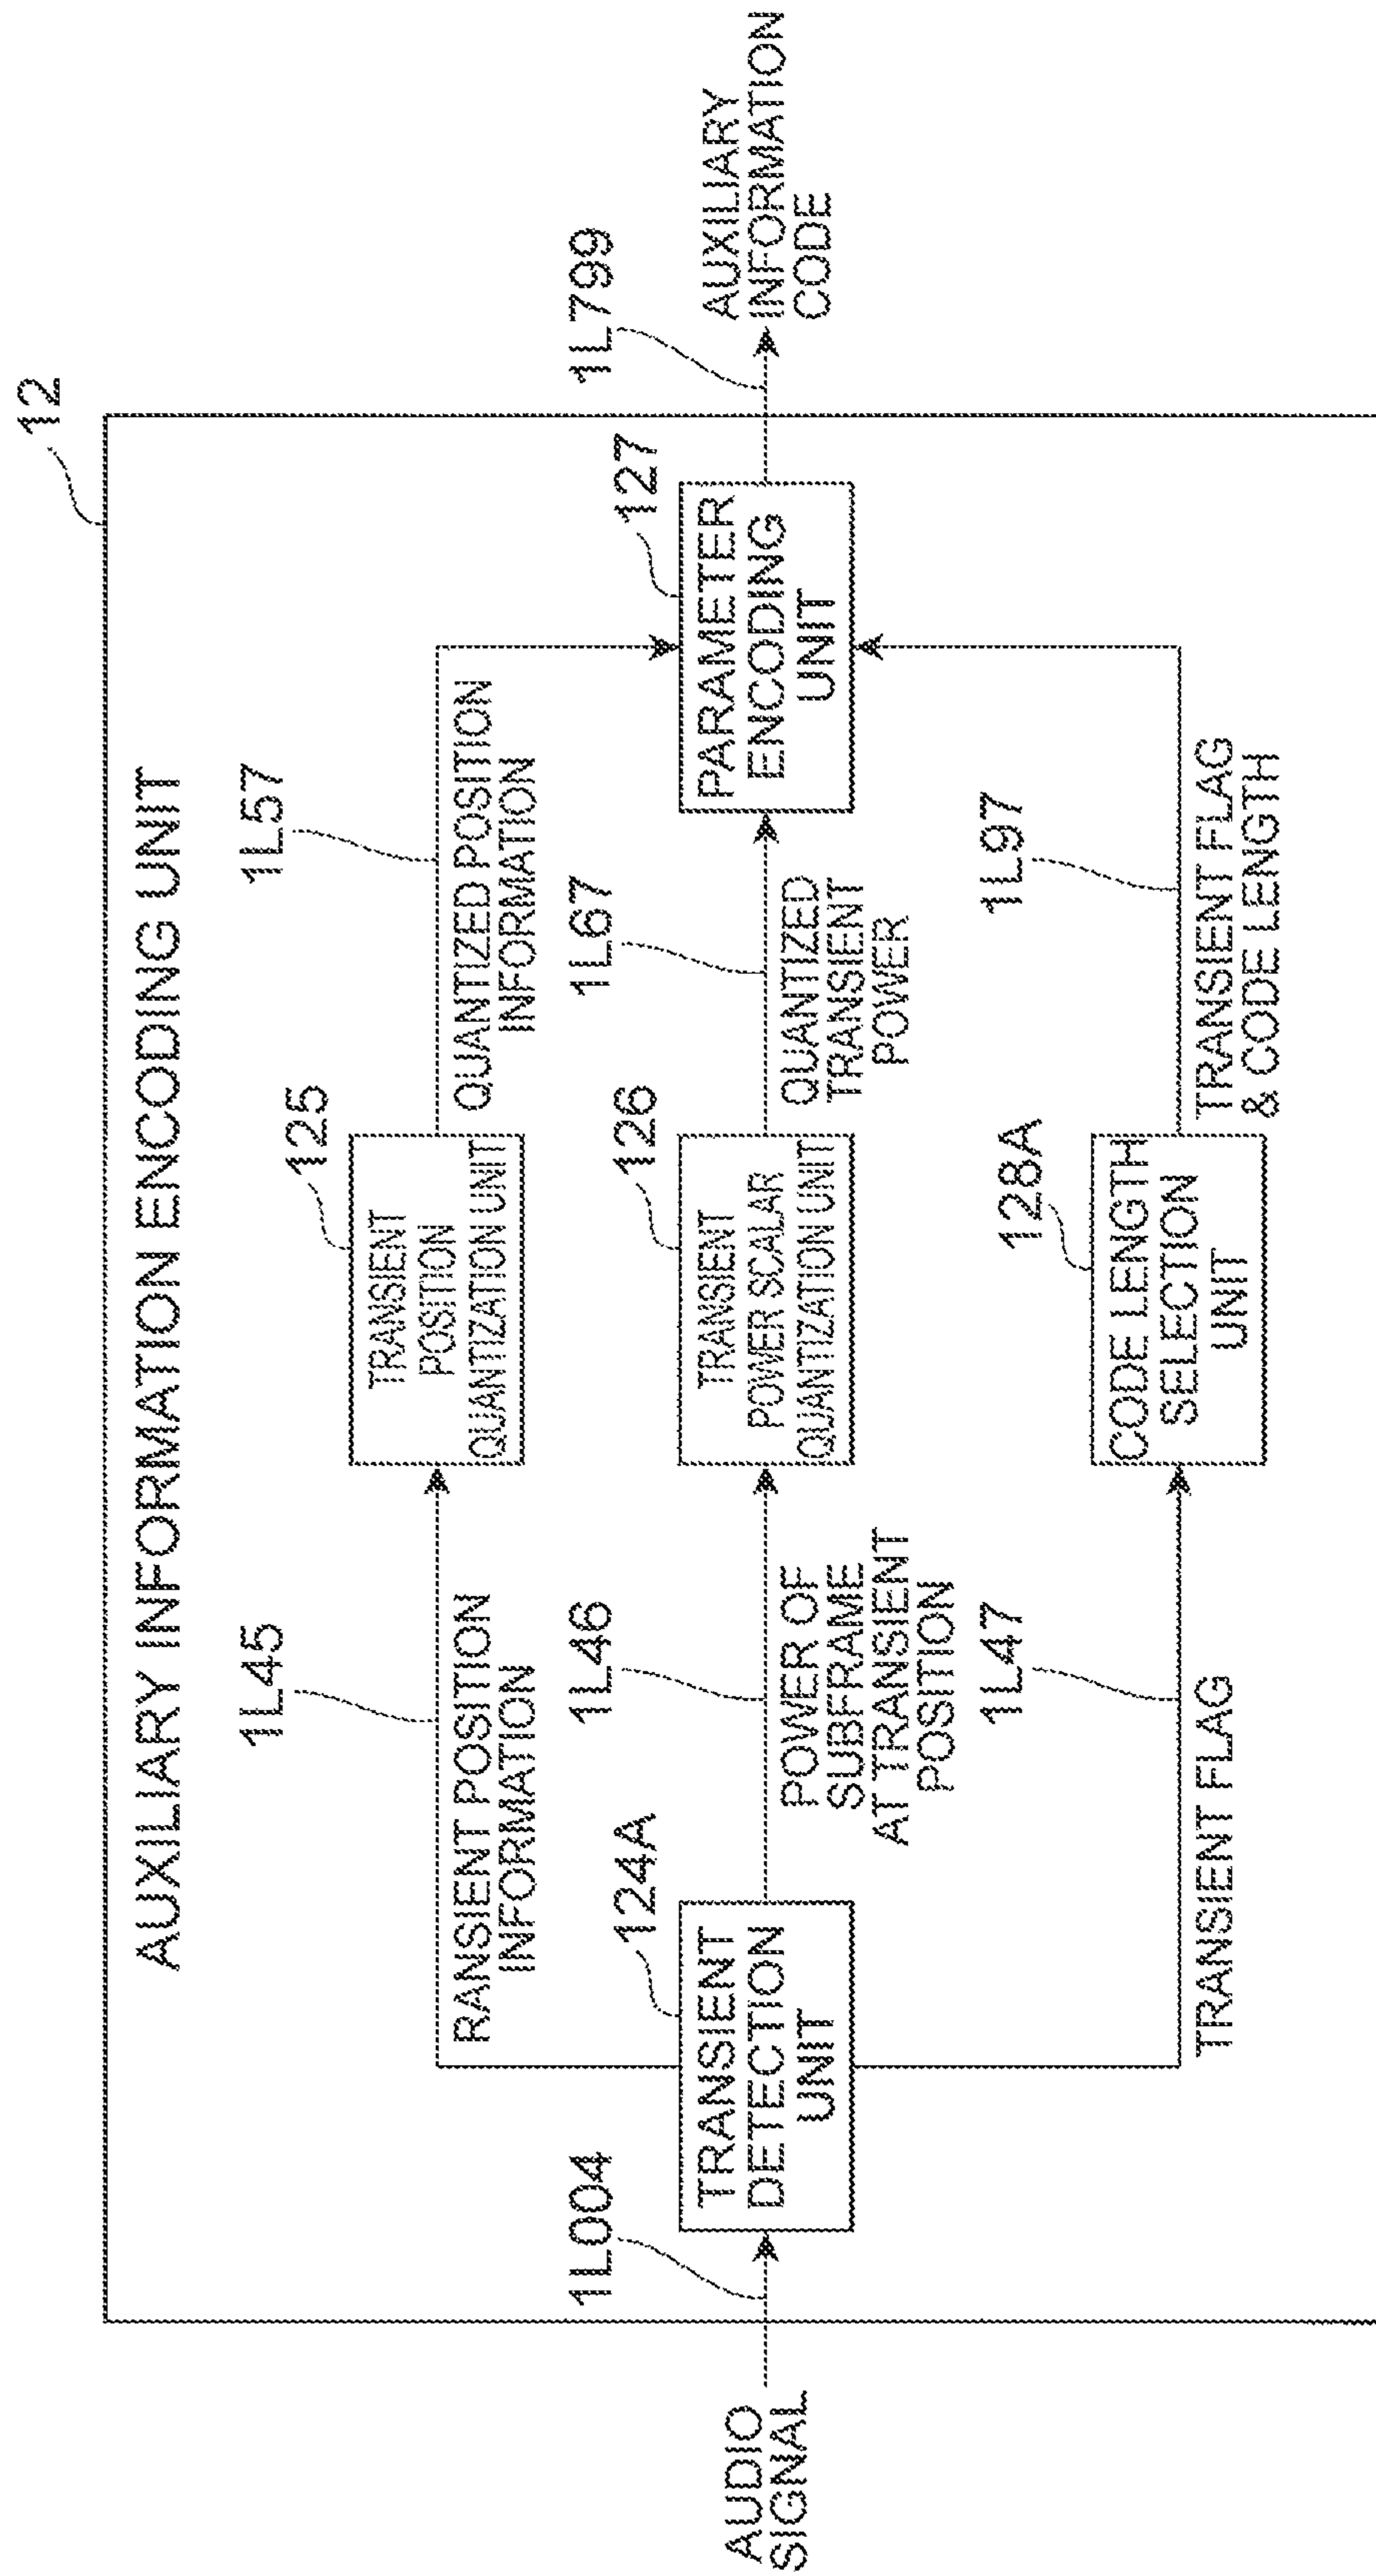 12
AUXILIARY INFORMATION ENCODING UNIT
1L45
RANSIENT POSITION
INFORMATION
125
TRANSIENT
POSITION
QUANTIZATION UNIT
1L57
QUANTIZED POSITION
INFORMATION
AUDIO
SIGNAL
1L004
124A
TRANSIENT
DETECTION
UNIT
1L46
POWER OF
SUBFRAME
AT TRANSIENT
POSITION
126
TRANSIENT
POWER SCALAR
QUANTIZATION UNIT
1L67
QUANTIZED
TRANSIENT
POWER
127
PARAMETER
ENCODING
UNIT
1L799
AUXILIARY
INFORMATION
CODE
1L47
TRANSIENT FLAG
128A
CODE LENGTH
SELECTION
UNIT
1L97
TRANSIENT FLAG
& CODE LENGTH